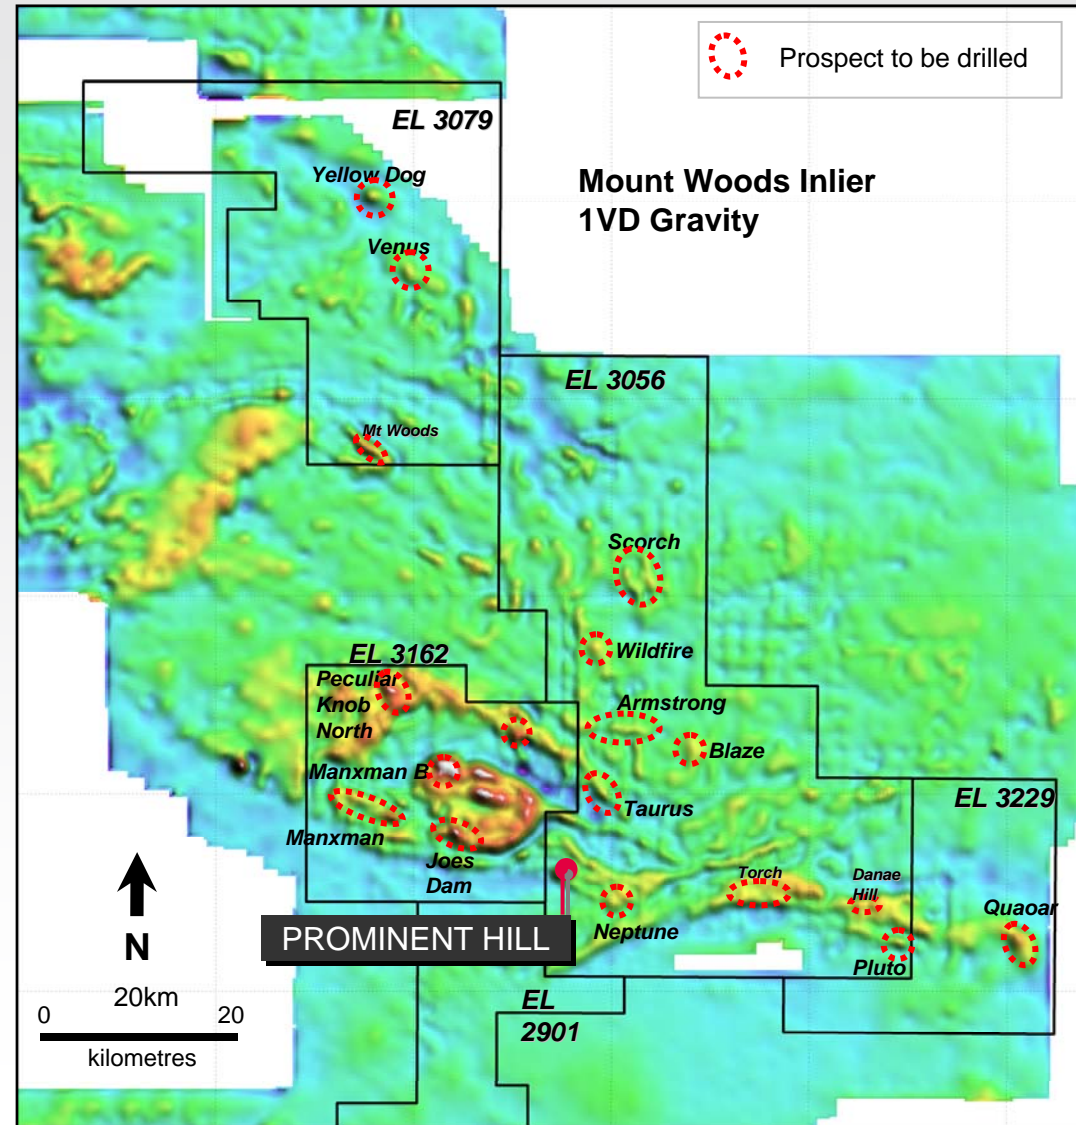 Prospect to be drilled
EL 3079
Mount Woods Inlier
1VD Gravity
Yellow Dog
Venus
EL 3056
Mt Woods
Scorch
Wildfire
EL 3162
Peculiar
Knob
North
Armstrong
Blaze
Manxman B
Taurus
EL 3229
Manxman
Joes
Dam
Torch
Danae
Hill
Quaoar
PROMINENT HILL
Neptune
Pluto
N
20km
0 20
kilometres
EL
2901